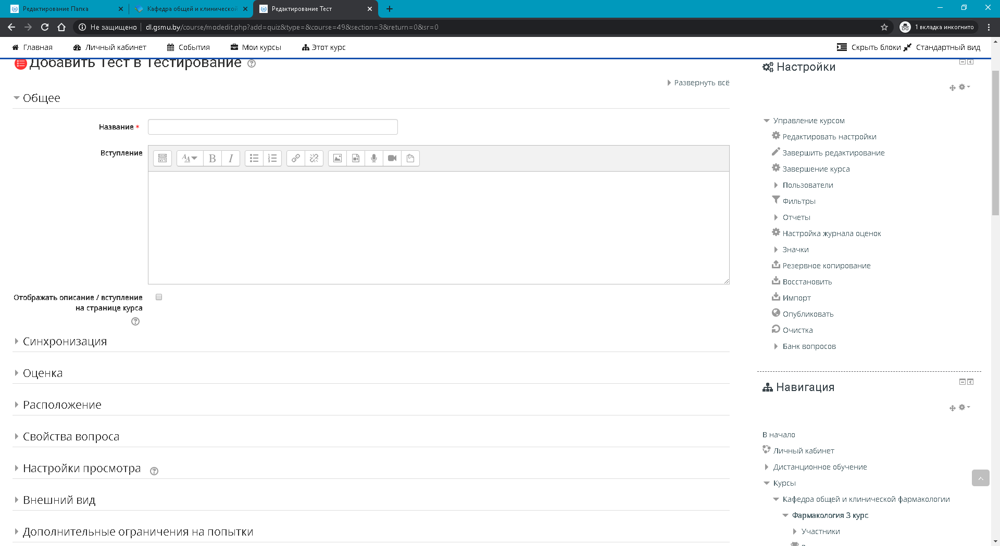 Редактирование Папка
Кафедра общей и клинической
Редактирование Тест
Не защищено
dl.gsmu.by/course/modedit.php?add=quiz&type=&course=49&section=3&return=0&sr=0
1 вкладка инкогнито
Главная
Личный кабинет
События
Мои курсы
Этот курс
Скрыть блоки
Стандартный вид
Добавить Тест в Тестирование
Развернуть всё
Общее
Название *
Вступление
Отображать описание / вступление
на странице курса
Синхронизация
Оценка
Расположение
Свойства вопроса
Настройки просмотра
Внешний вид
Дополнительные ограничения на попытки
Настройки
Управление курсом
Редактировать настройки
Завершить редактирование
Завершение курса
Пользователи
Фильтры
Отчеты
Настройка журнала оценок
Значки
Резервное копирование
Восстановить
Импорт
Опубликовать
Очистка
Банк вопросов
Навигация
В начало
Личный кабинет
Дистанционное обучение
Курсы
Кафедра общей и клинической фармакологии
Фармакология 3 курс
Участники